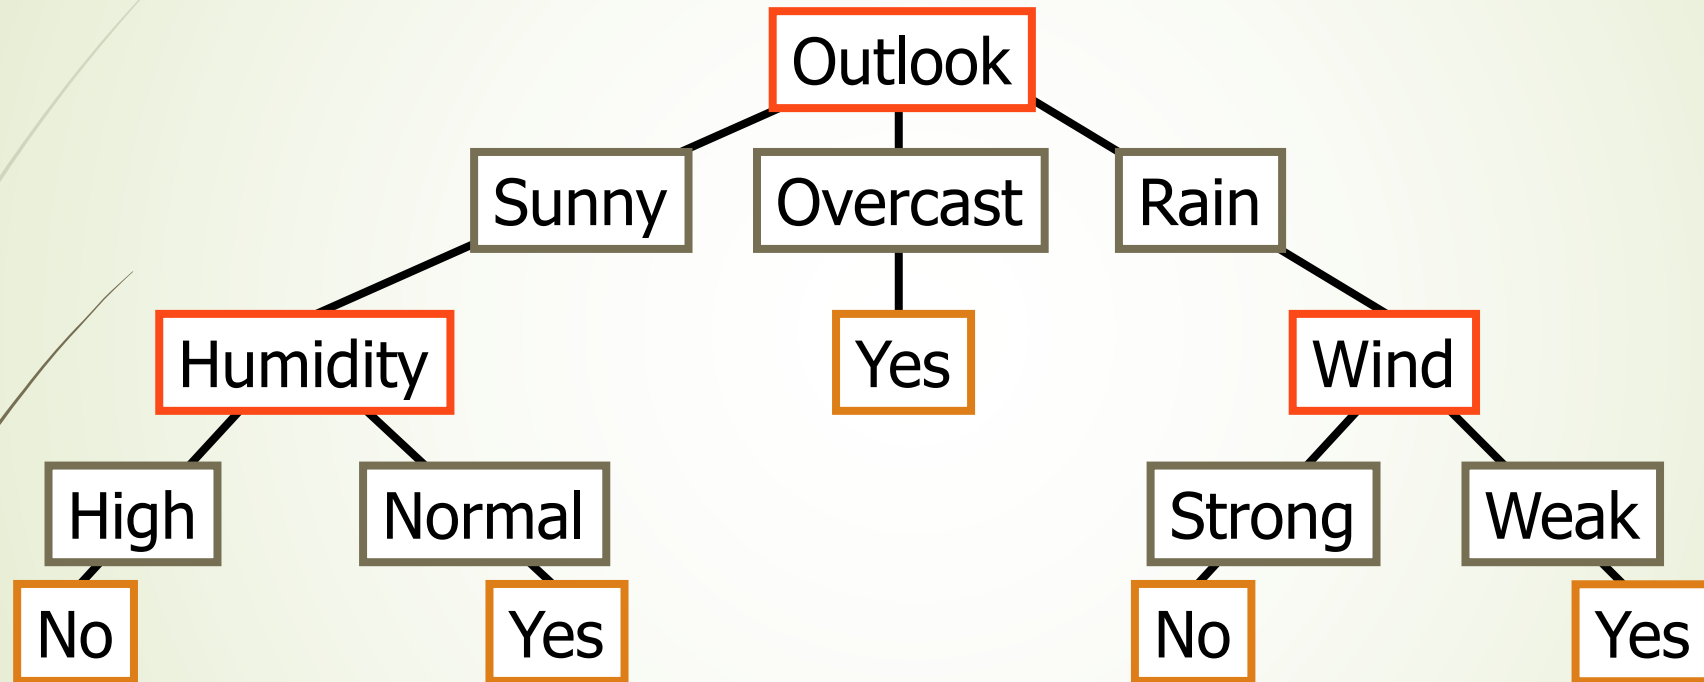 Outlook
Sunny
Overcast
Rain
Humidity
Yes
Wind
High
Normal
Strong
Weak
No
Yes
No
Yes